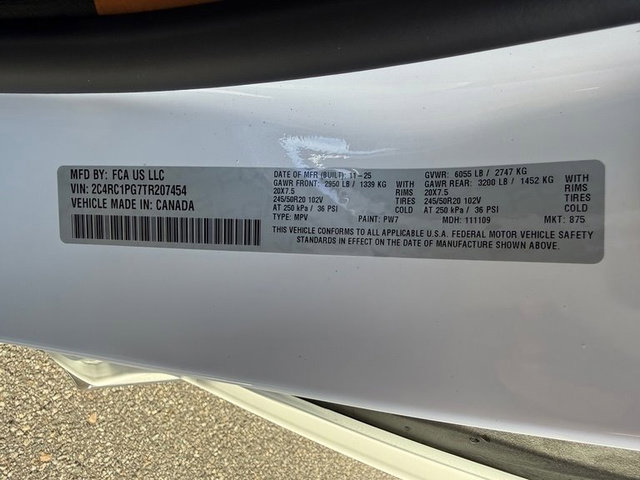 MFD BY: FCA US LLC
VIN: 2C4RC1PG7TR207454
VEHICLE MADE IN: CANADA
DATE OF MFR (BUILT): 11-25
GAWR FRONT: 2950 LB / 1339 KG WITH
20X7.5 RIMS
245/50R20 102V TIRES
AT 250 kPa / 36 PSI COLD
TYPE: MPV PAINT: PW7
GVWR: 6055 LB / 2747 KG
GAWR REAR: 3200 LB / 1452 KG WITH
20X7.5 RIMS
245/50R20 102V TIRES
AT 250 kPa / 36 PSI COLD
MDH: 111109 MKT: 875
THIS VEHICLE CONFORMS TO ALL APPLICABLE U.S.A. FEDERAL MOTOR VEHICLE SAFETY
STANDARDS IN EFFECT ON THE DATE OF MANUFACTURE SHOWN ABOVE.